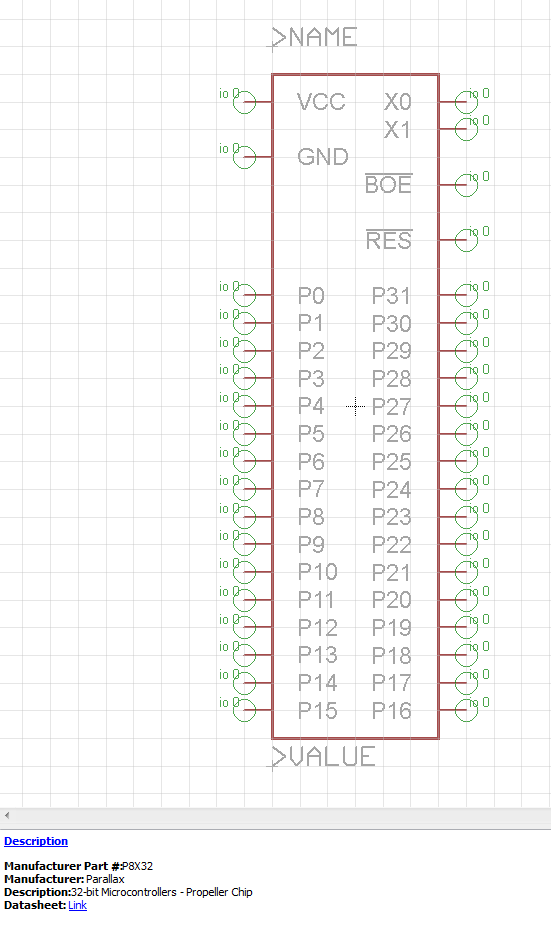 >NAME
io 0 VCC X0 io 0
X1 io 0
io 0 GND
BOE io 0
RES io 0
io 0 P0 P31 io 0
io 0 P1 P30 io 0
io 0 P2 P29 io 0
io 0 P3 P28 io 0
io 0 P4 P27 io 0
io 0 P5 P26 io 0
io 0 P6 P25 io 0
io 0 P7 P24 io 0
io 0 P8 P23 io 0
io 0 P9 P22 io 0
io 0 P10 P21 io 0
io 0 P11 P20 io 0
io 0 P12 P19 io 0
io 0 P13 P18 io 0
io 0 P14 P17 io 0
io 0 P15 P16 io 0
>VALUE
Description
Manufacturer Part #:P8X32
Manufacturer: Parallax
Description:32-bit Microcontrollers - Propeller Chip
Datasheet: Link